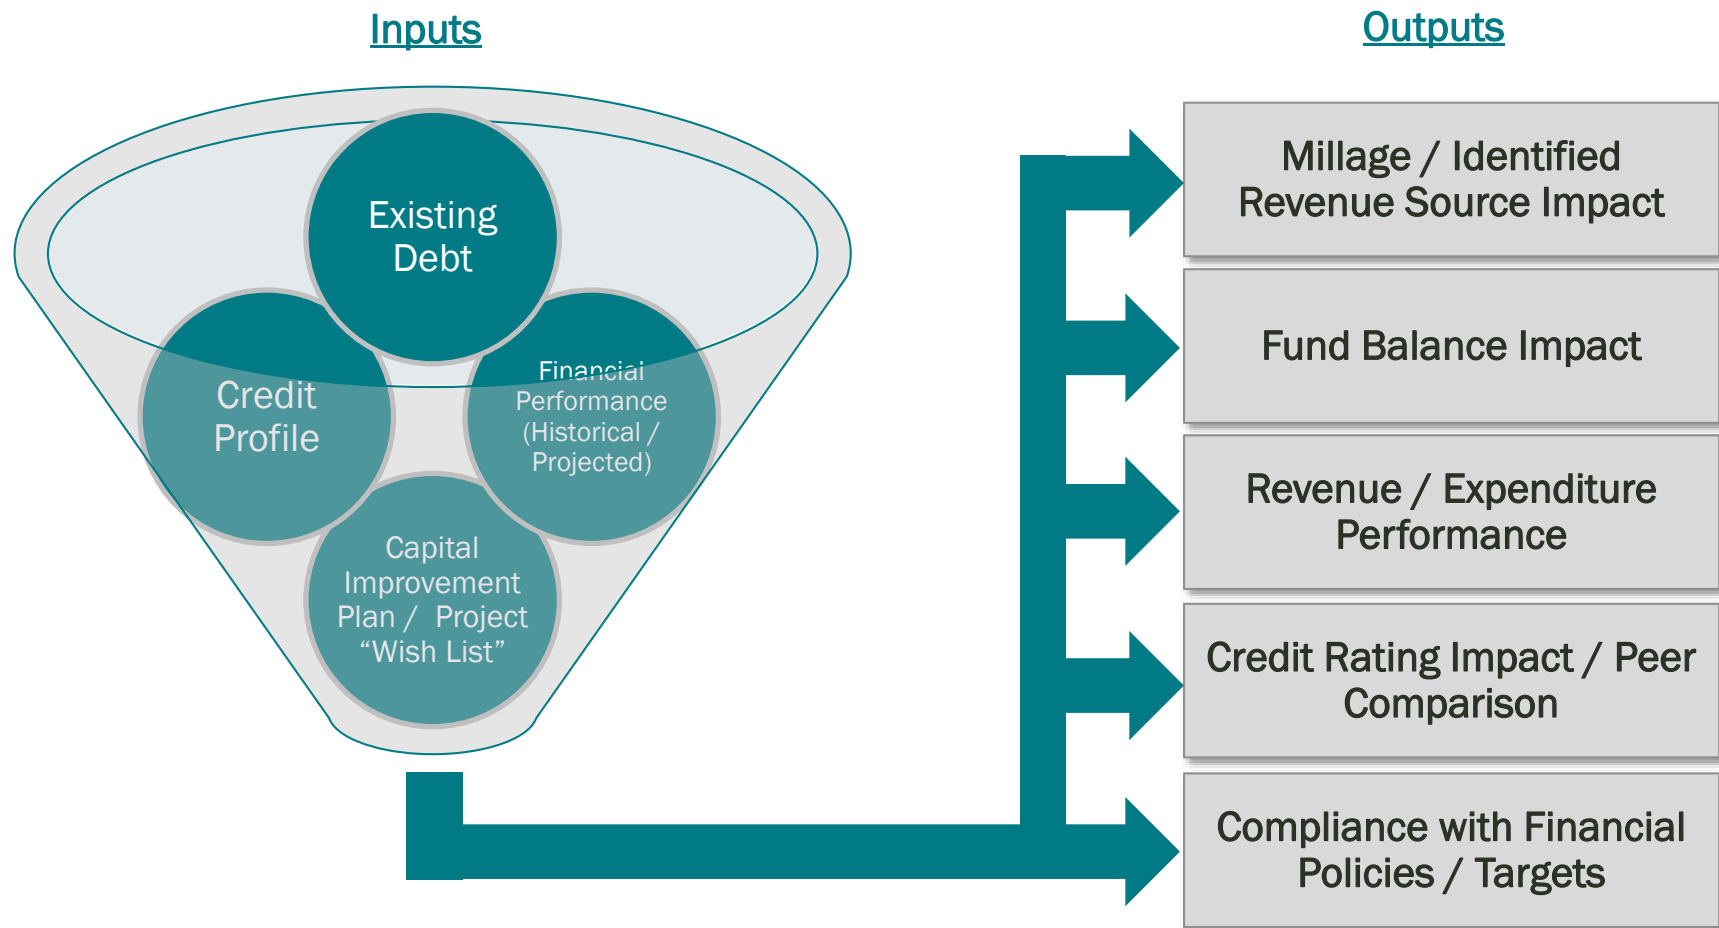 Inputs
Existing
Debt
Credit
Profile
Financial
Performance
(Historical /
Projected)
Capital
Improvement
Plan / Project
“Wish List”
Outputs
Millage / Identified
Revenue Source Impact
Fund Balance Impact
Revenue / Expenditure
Performance
Credit Rating Impact / Peer
Comparison
Compliance with Financial
Policies / Targets